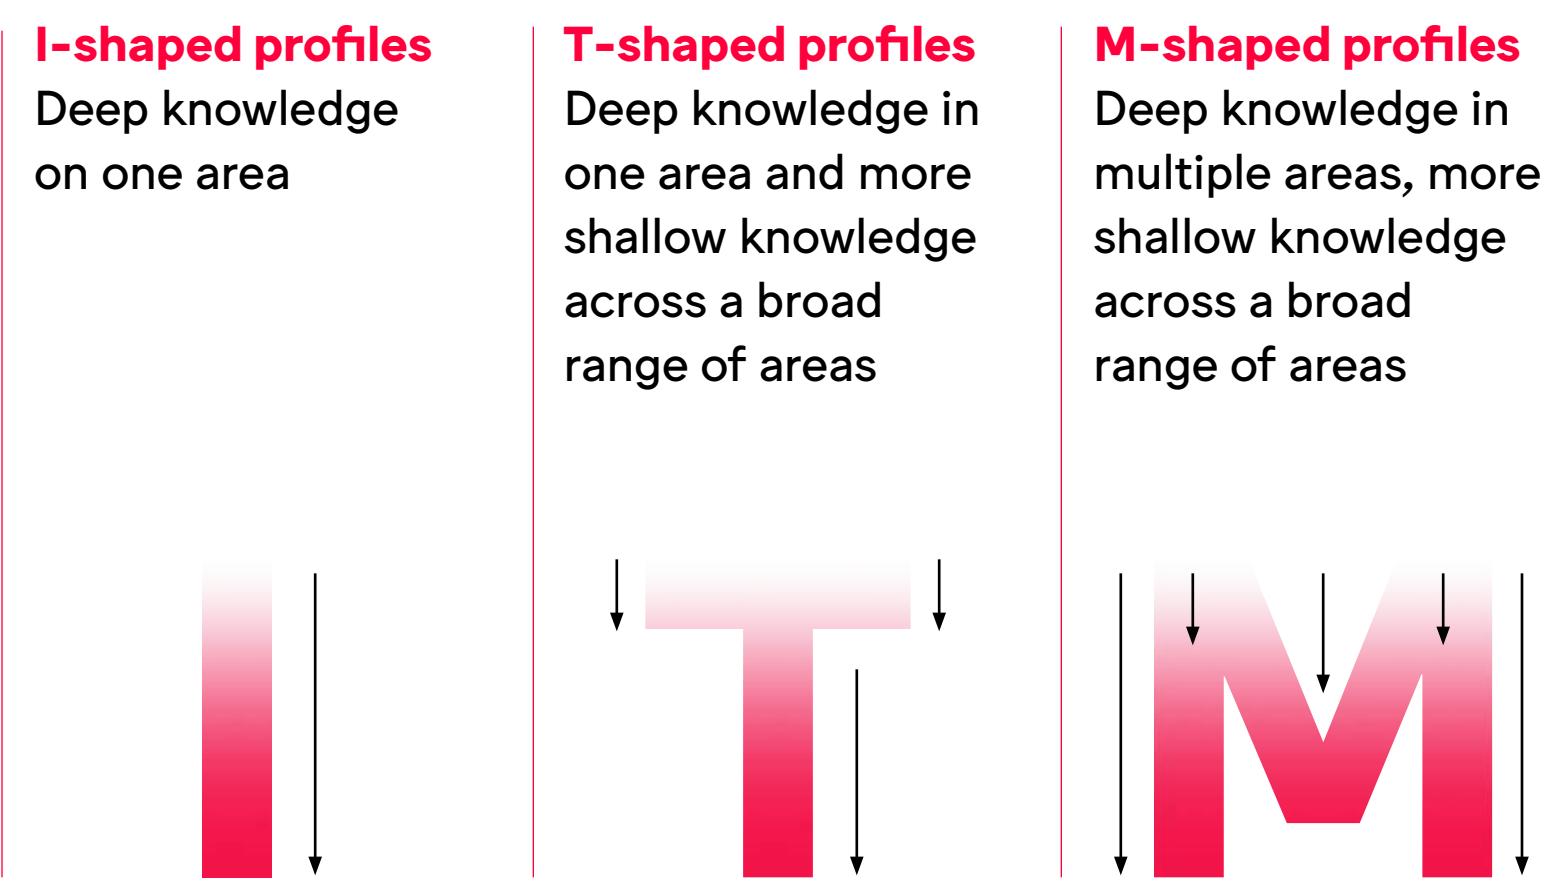 I-shaped profiles
Deep knowledge
on one area
T-shaped profiles
Deep knowledge in
one area and more
shallow knowledge
across a broad
range of areas
M-shaped profiles
Deep knowledge in
multiple areas, more
shallow knowledge
across a broad
range of areas
I
T
M